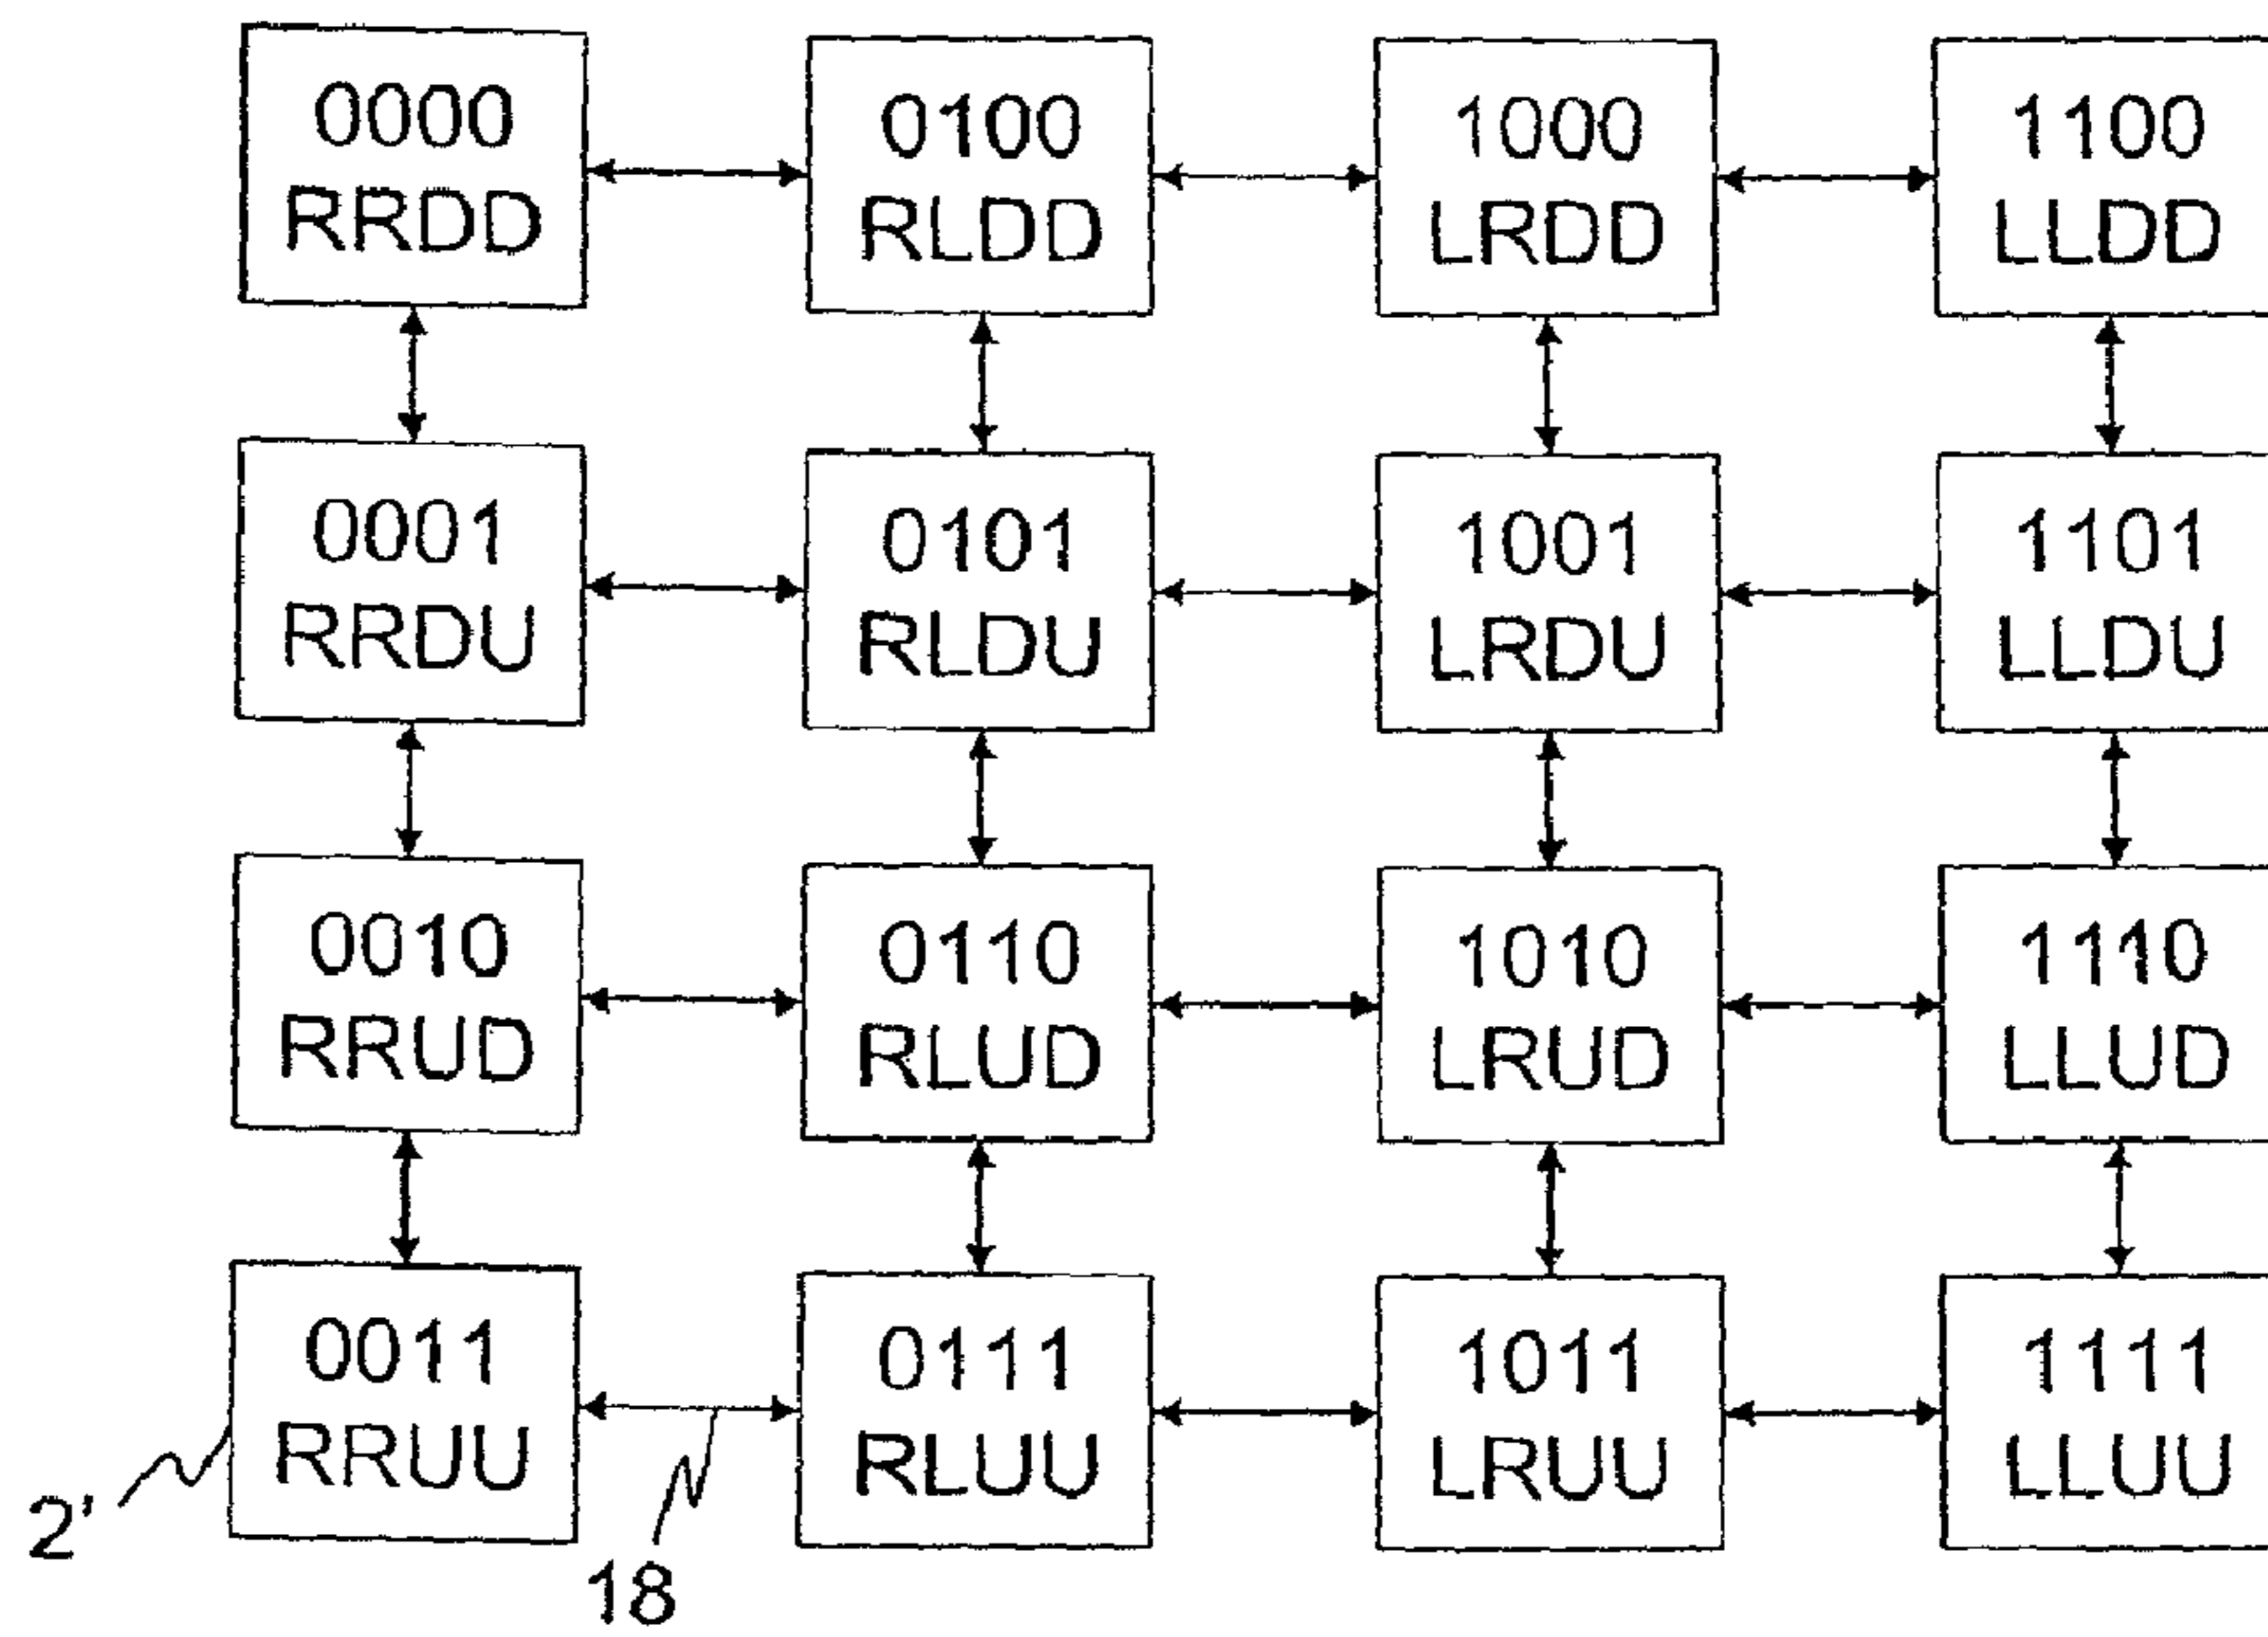 0000 0100 1000 1100
RRDD RLDD LRDD LLDD
0001 0101 1001 1101
RRDU RLDU LRDU LLDU
0010 0110 1010 1110
RRUD RLUD LRUD LLUD
0011 0111 1011 1111
RRUU RLUU LRUU LLUU
2'
18